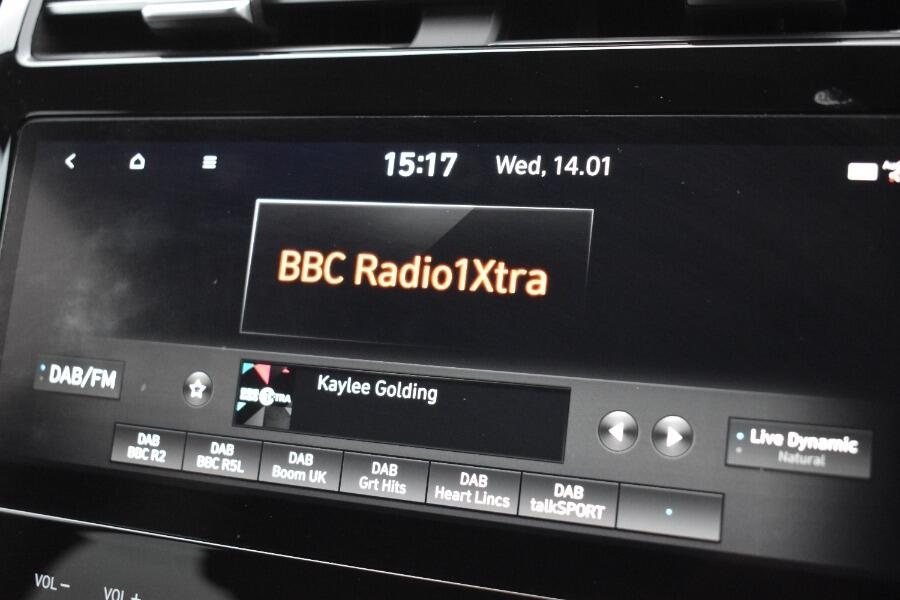 15:17 Wed, 14.01
BBC Radio1Xtra
DAB/FM
Kaylee Golding
Live Dynamic
Natural
DAB
BBC R2
DAB
BBC R5L
DAB
Boom UK
DAB
Grt Hits
DAB
Heart Lincs
DAB
talkSPORT
VOL−
VOL+